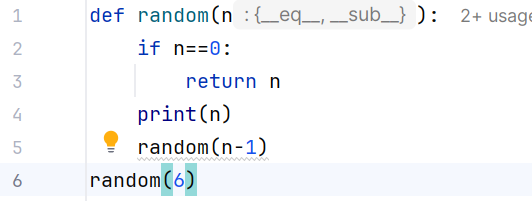 1 def random(n :{__eq__, __sub__} ): 2+ usage
2 if n==0:
3 return n
4 print(n)
5 random(n-1)
6 random(6)